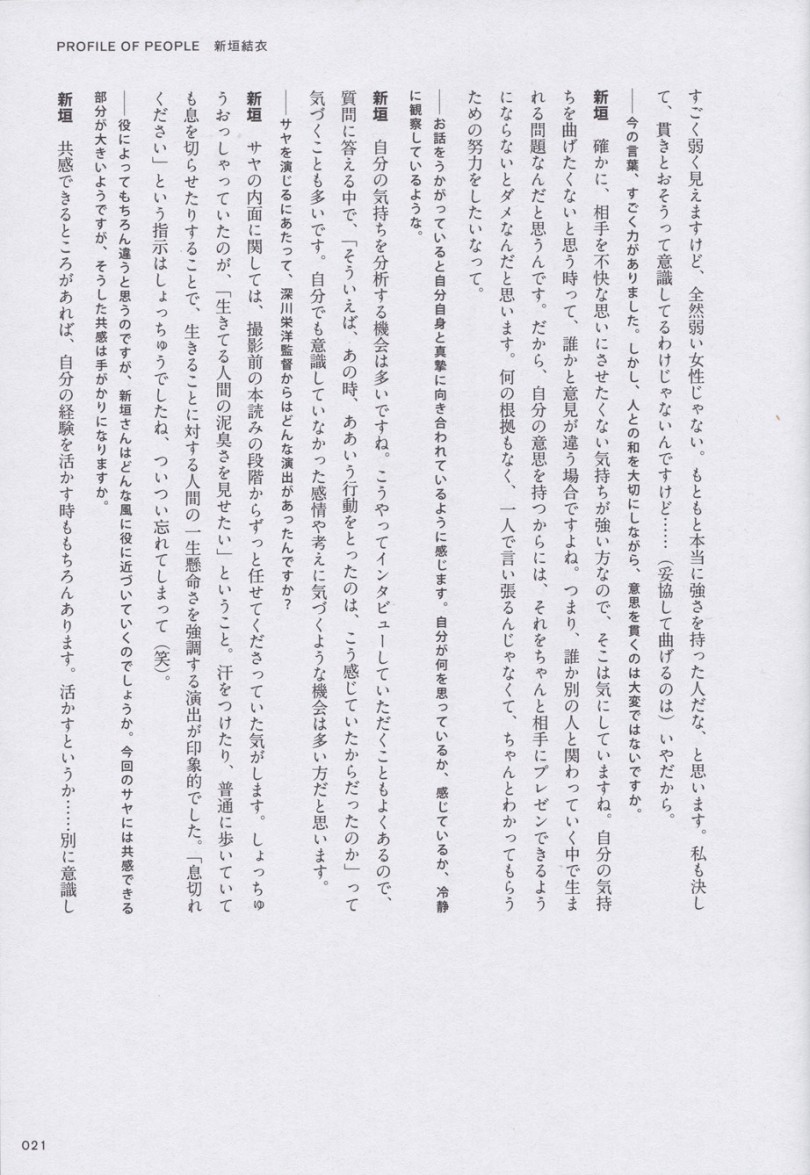 PROFILE OF PEOPLE 新垣結衣
すごく弱く見えますけど、全然弱い女性じゃない。もともと本当に強さを持った人だな、と思います。私も決し
て、貫きとおそうって意識してるわけじゃないんですけど……（妥協して曲げるのは）いやだから。
――今の言葉、すごく力がありました。しかし、人との和を大切にしながら、意思を貫くのは大変ではないですか。
新垣　確かに、相手を不快な思いにさせたくない気持ちが強い方なので、そこは気にしていますね。自分の気持
ちを曲げたくないと思う時って、誰かと意見が違う場合ですよね。つまり、誰か別の人と関わっていく中で生ま
れる問題なんだと思うんです。だから、自分の意思を持つからには、それをちゃんと相手にプレゼンできるよう
にならないとダメなんだと思います。何の根拠もなく、一人で言い張るんじゃなくて、ちゃんとわかってもらう
ための努力をしたいなって。
――お話をうかがっていると自分自身と真摯に向き合われているように感じます。自分が何を思っているか、感じているか、冷静
に観察しているような。
新垣　自分の気持ちを分析する機会は多いですね。こうやってインタビューしていただくこともよくあるので、
質問に答える中で、「そういえば、あの時、ああいう行動をとったのは、こう感じていたからだったのか」って
気づくことも多いです。自分でも意識していなかった感情や考えに気づくような機会は多い方だと思います。
――サヤを演じるにあたって、深川栄洋監督からはどんな演出があったんですか？
新垣　サヤの内面に関しては、撮影前の本読みの段階からずっと任せてくださっていた気がします。しょっちゅ
うおっしゃっていたのが、「生きてる人間の泥臭さを見せたい」ということ。汗をつけたり、普通に歩いていて
も息を切らせたりすることで、生きることに対する人間の一生懸命さを強調する演出が印象的でした。「息切れ
ください」という指示はしょっちゅうでしたね、ついつい忘れてしまって（笑）。
――役によってもちろん違うと思うのですが、新垣さんはどんな風に役に近づいていくのでしょうか。今回のサヤには共感できる
部分が大きいようですが、そうした共感は手がかりになりますか。
新垣　共感できるところがあれば、自分の経験を活かす時ももちろんあります。活かすというか……別に意識し
021